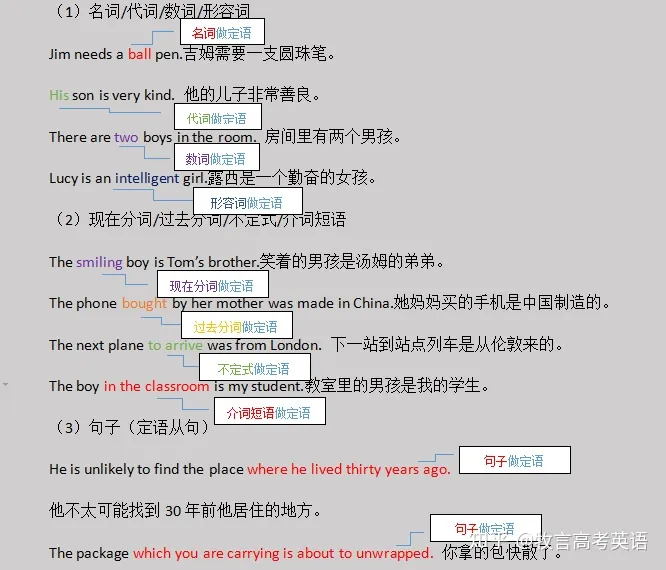 （1）名词/代词/数词/形容词
名词做定语
Jim needs a ball pen.吉姆需要一支圆珠笔。
His son is very kind. 他的儿子非常善良。
代词做定语
There are two boys in the room. 房间里有两个男孩。
数词做定语
Lucy is an intelligent girl.露西是一个勤奋的女孩。
形容词做定语
（2）现在分词/过去分词/不定式/介词短语
The smiling boy is Tom’s brother.笑着的男孩是汤姆的弟弟。
现在分词做定语
The phone bought by her mother was made in China.她妈妈买的手机是中国制造的。
过去分词做定语
The next plane to arrive was from London. 下一站到站点列车是从伦敦来的。
不定式做定语
The boy in the classroom is my student.教室里的男孩是我的学生。
介词短语做定语
（3）句子（定语从句）
句子做定语
He is unlikely to find the place where he lived thirty years ago.
他不太可能找到 30 年前他居住的地方。
句子做定语
The package which you are carrying is about to unwrapped. 你拿的包快散了。
知乎 @故言高考英语